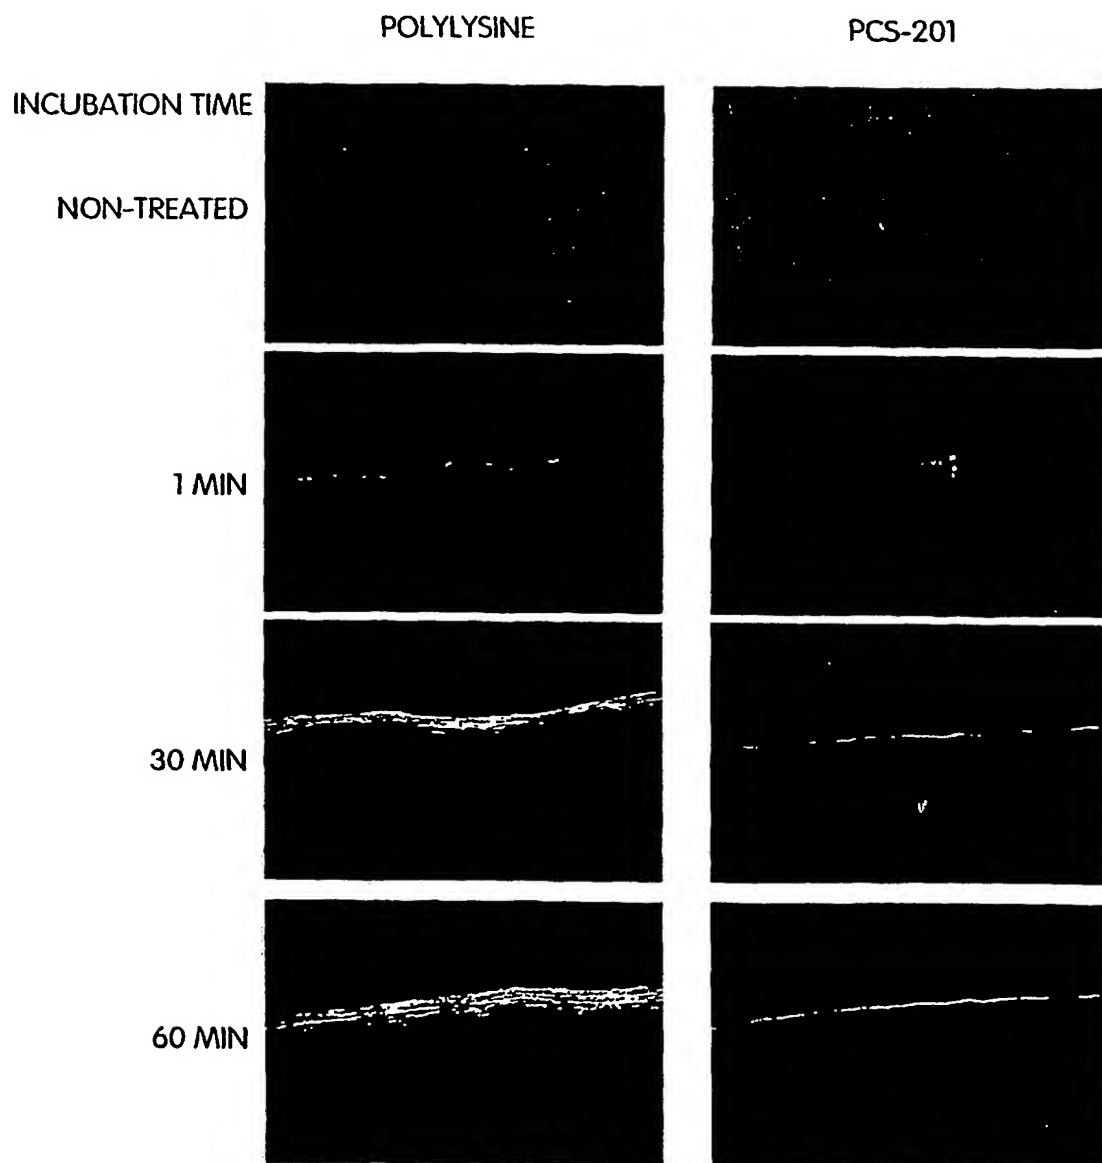 POLYLYSINE PCS-201
INCUBATION TIME
NON-TREATED
1 MIN
30 MIN
60 MIN